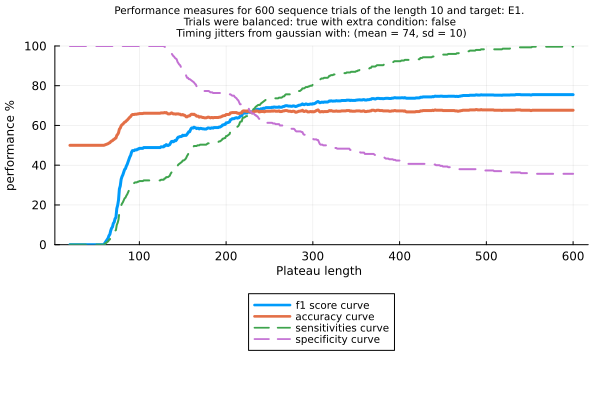 Performance measures for 600 sequence trials of the length 10 and target: E1.
Trials were balanced: true with extra condition: false
Timing jitters from gaussian with: (mean = 74, sd = 10)
performance %
100
80
60
40
20
0
100
200
300
400
500
600
Plateau length
f1 score curve
accuracy curve
sensitivities curve
specificity curve